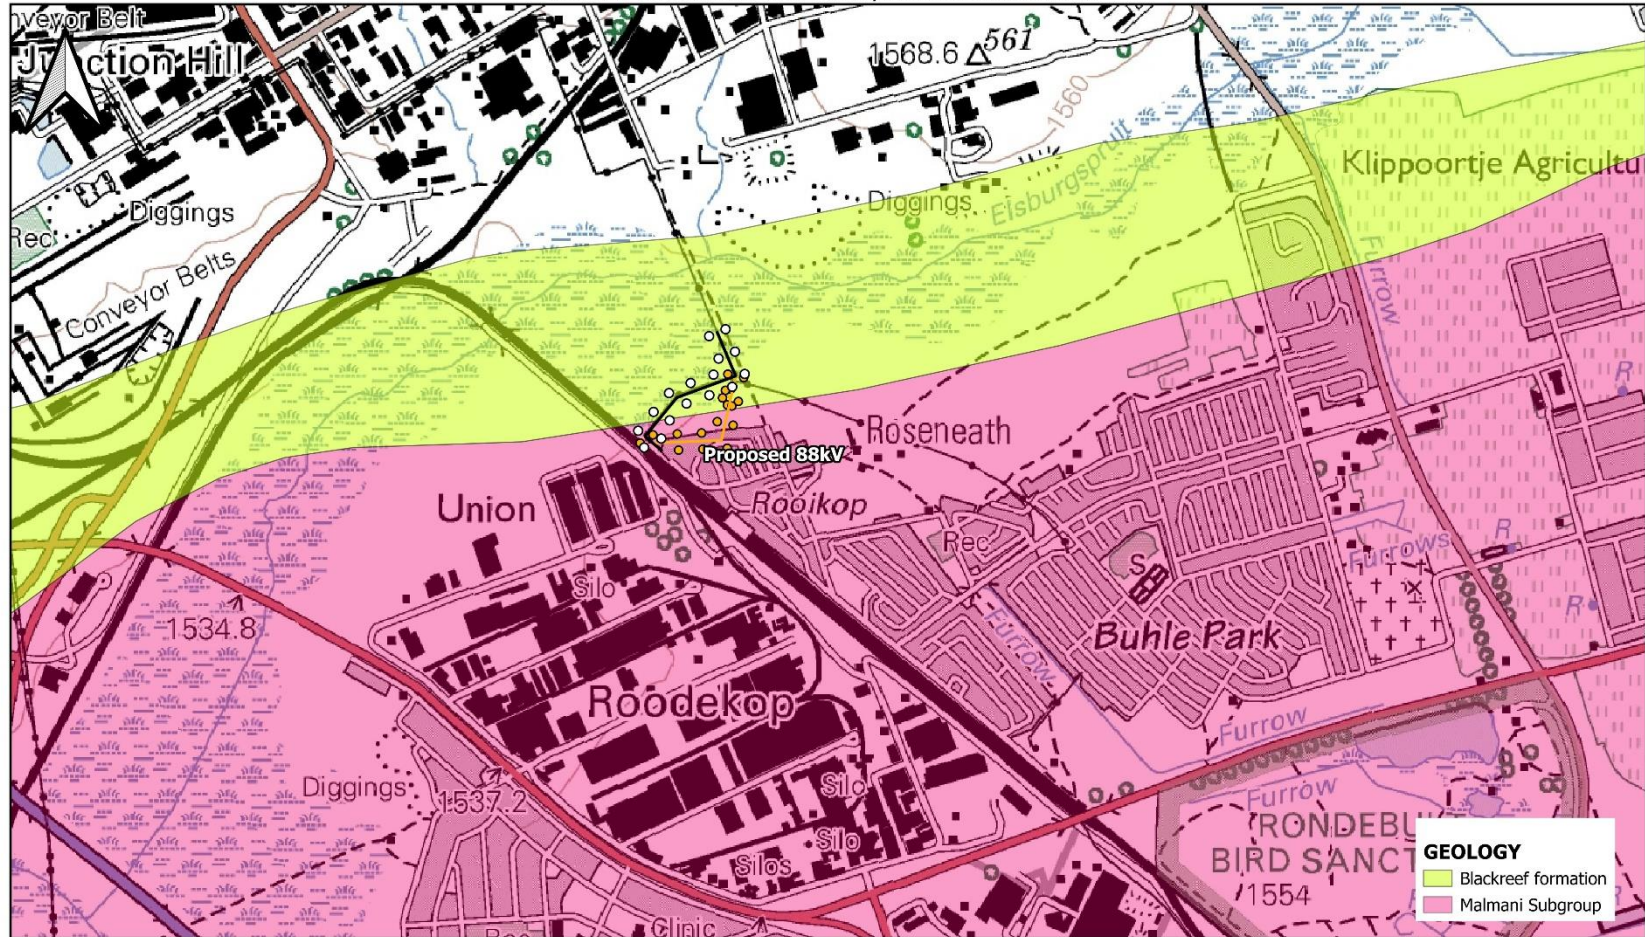 nveyor Belt
Junction Hill
1568.6
561
1560
Klippoortje Agricultu
Elsburgspruit
Diggings
Diggings
Rec
Conveyor Belts
Furrow
Roseneath
Proposed 88kV
Union
Rooikop
R
Rec
R
Furrows
S
Silo
R
1534.8
Furrow
Buhle Park
Roodekop
Furrow
Diggings
1537.2
Silo
Furrow
RONDEBU
Silo
BIRD SANCT
Silos
1554
Clinic
Rec
GEOLOGY
Blackreef formation
Malmani Subgroup